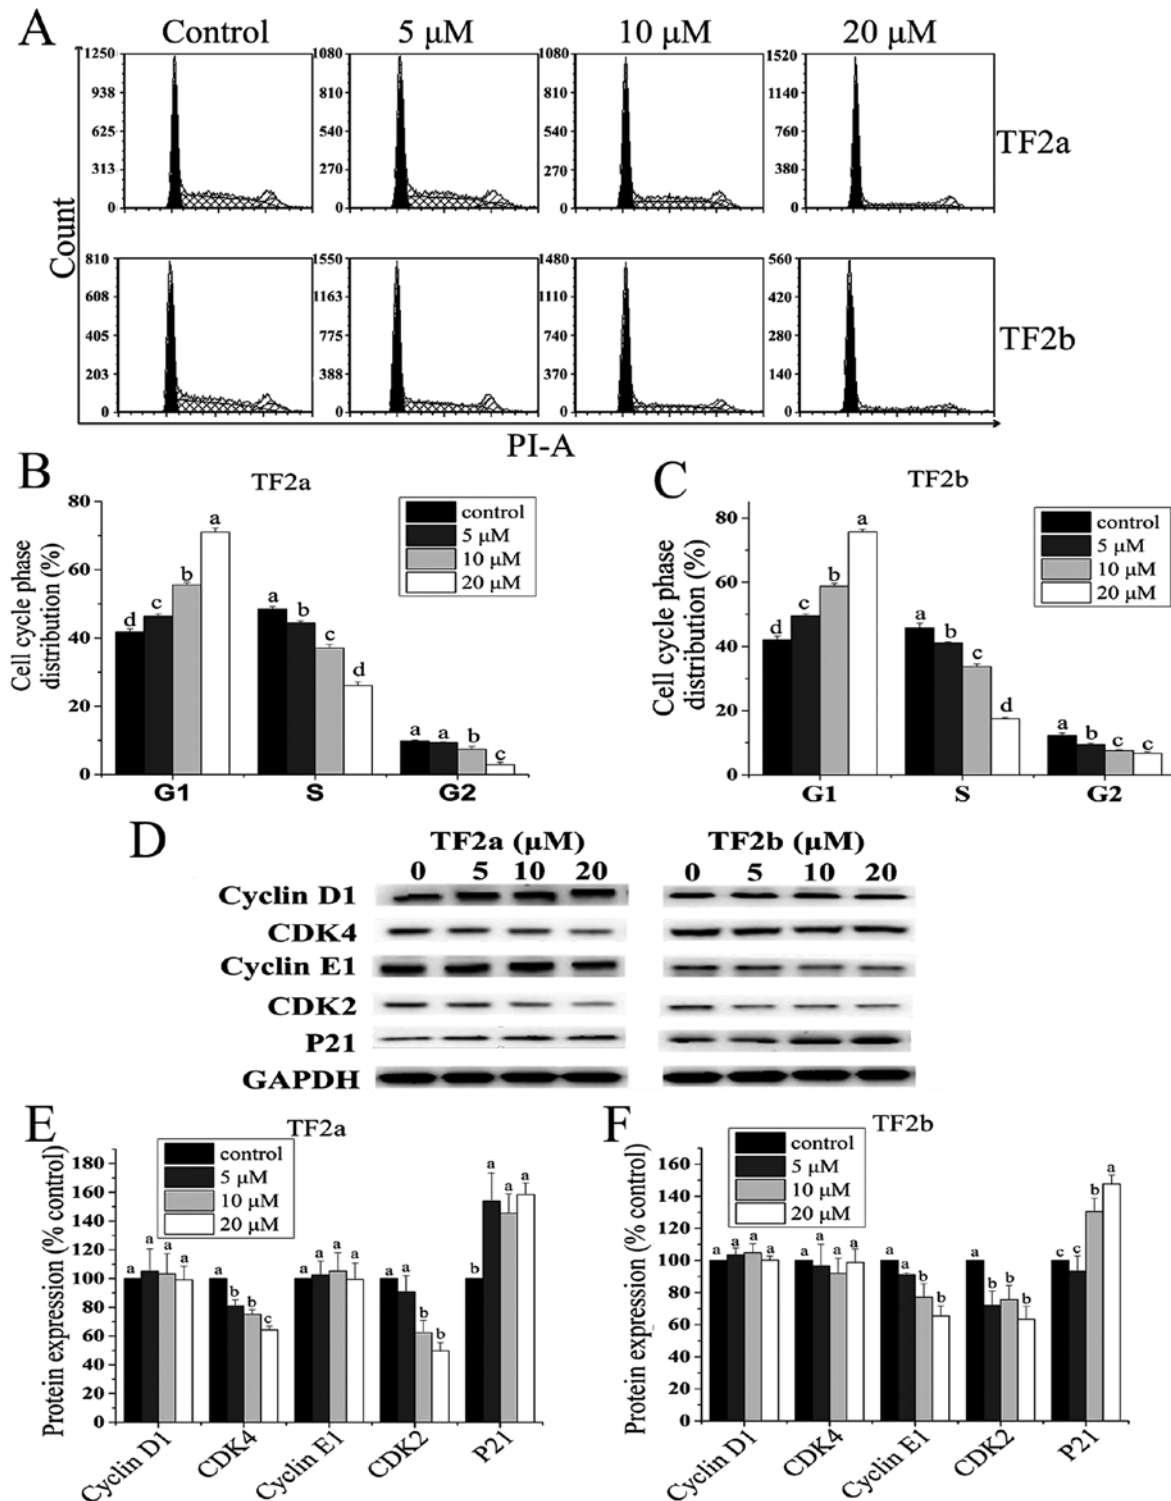 A
Control 5 μM 10 μM 20 μM
1250 1080 1080 1520
938 810 810 1140
625 540 540 760
313 270 270 380
0 0 0 0
TF2a
Count
810 1550 1480 560
608 1163 1110 420
405 775 740 280
203 388 370 140
0 0 0 0
TF2b
PI-A
B
TF2a
Cell cycle phase
distribution (%)
80
60
40
20
0
control
5 μM
10 μM
20 μM
d c b a
a b c d
a a b c
G1 S G2
C
TF2b
Cell cycle phase
distribution (%)
80
60
40
20
0
control
5 μM
10 μM
20 μM
d c b a
a b c d
a b c c
G1 S G2
D
TF2a (μM) TF2b (μM)
0 5 10 20 0 5 10 20
Cyclin D1
CDK4
Cyclin E1
CDK2
P21
GAPDH
E
TF2a
Protein expression (% control)
180
160
140
120
100
80
60
40
20
0
control
5 μM
10 μM
20 μM
a a a a
a b b c
a a a a
a a b b
b a a a
Cyclin D1 CDK4 Cyclin E1 CDK2 P21
F
TF2b
Protein expression (% control)
160
140
120
100
80
60
40
20
0
control
5 μM
10 μM
20 μM
a a a a
a a a a
a a b b
a b b b
c c b a
Cyclin D1 CDK4 Cyclin E1 CDK2 P21